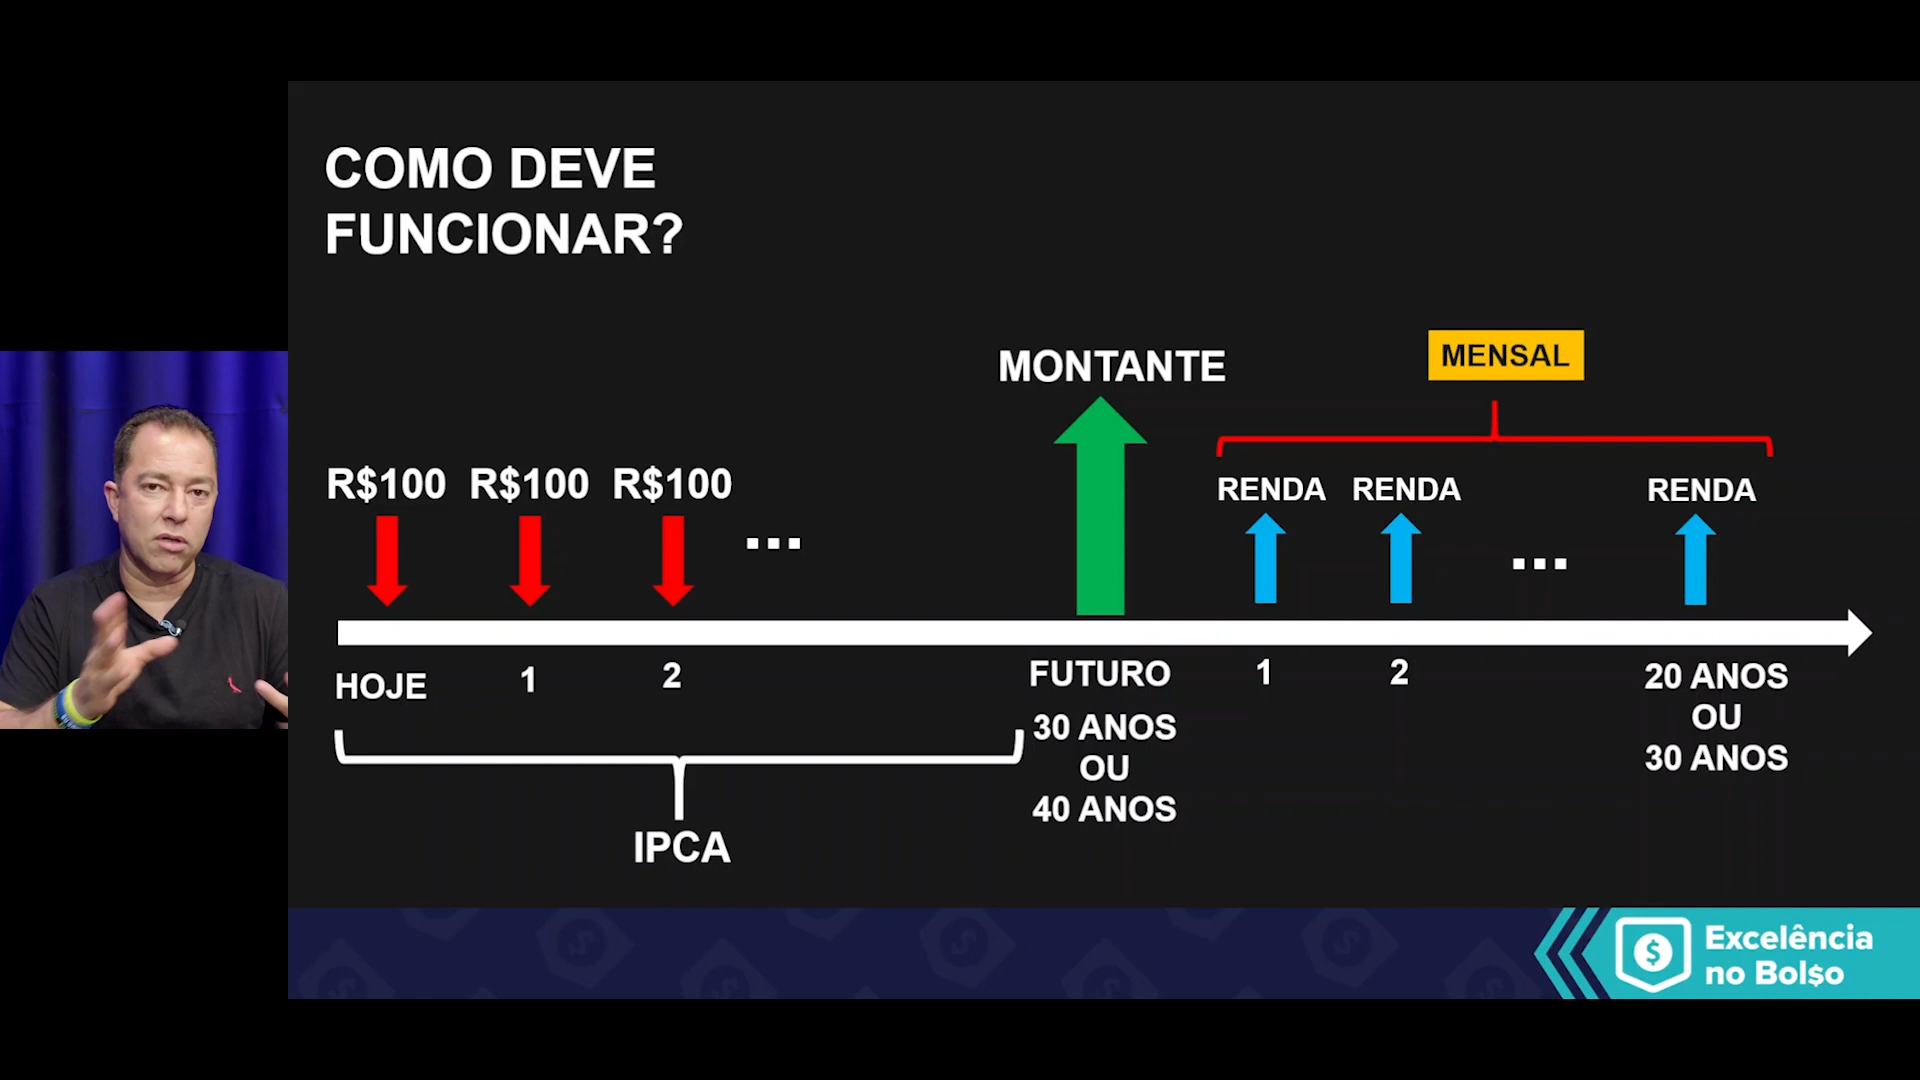 COMO DEVE
FUNCIONAR?
MENSAL
MONTANTE
R$100 R$100 R$100
...
RENDA RENDA
...
RENDA
HOJE
1
2
FUTURO
30 ANOS
OU
40 ANOS
1
2
20 ANOS
OU
30 ANOS
IPCA
Excelência
no Bol$o